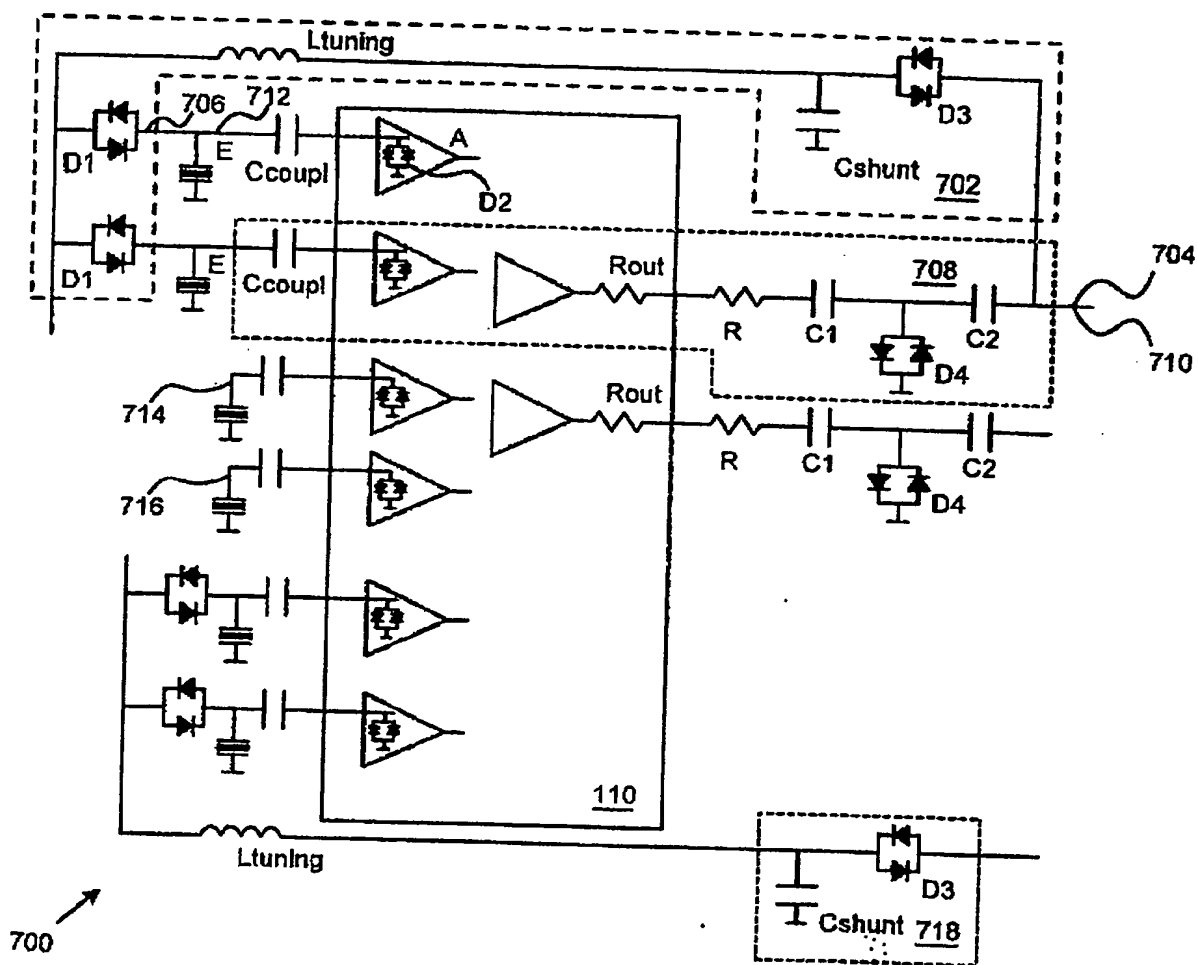 Ltuning
D3
706
712
D1
E
Ccoupl
A
D2
Cshunt
702
D1
E
Ccoupl
Rout
708
704
R
C1
C2
D4
710
714
Rout
R
C1
C2
D4
716
110
Ltuning
D3
Cshunt
718
700